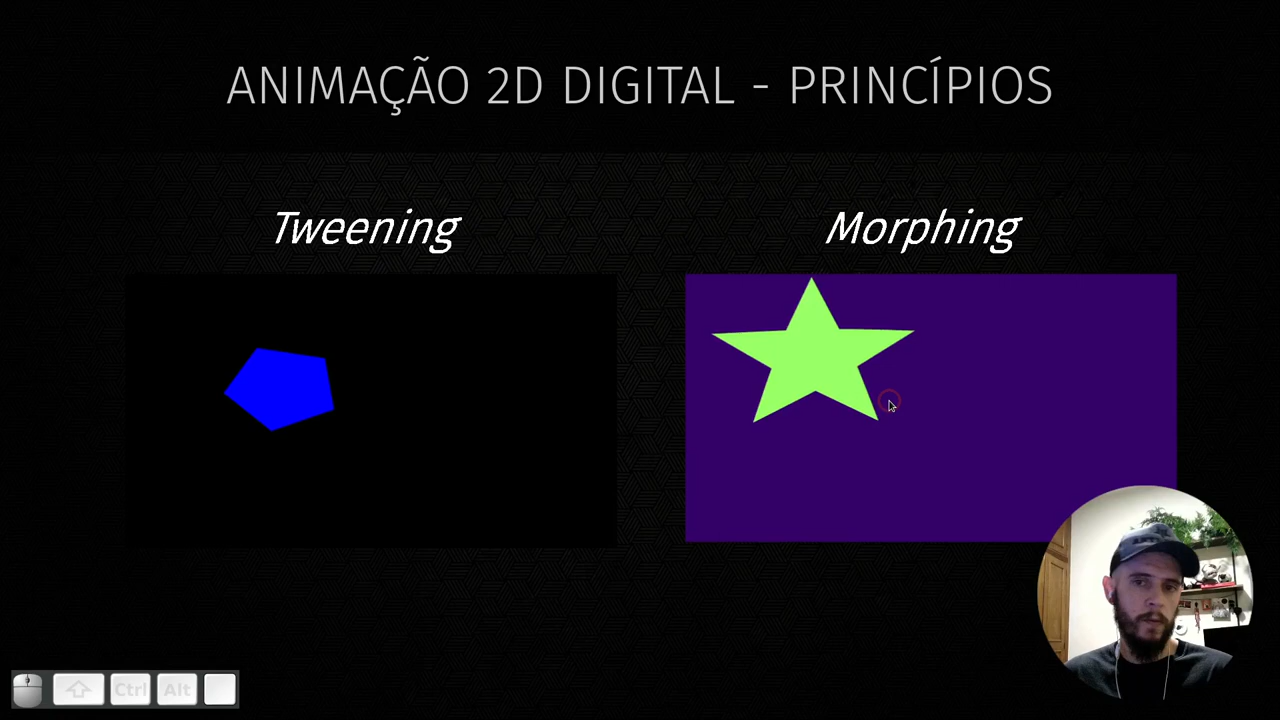 ANIMAÇÃO 2D DIGITAL - PRINCÍPIOS
Tweening
Morphing
Ctrl
Alt